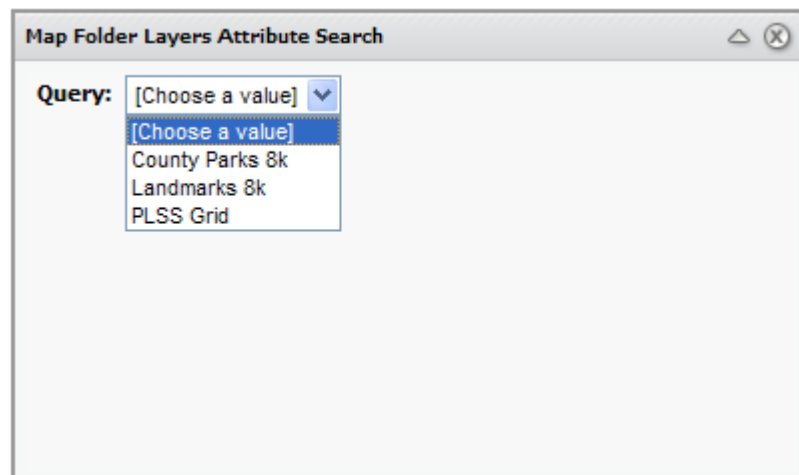 Map Folder Layers Attribute Search
Query: [Choose a value]
[Choose a value]
County Parks 8k
Landmarks 8k
PLSS Grid